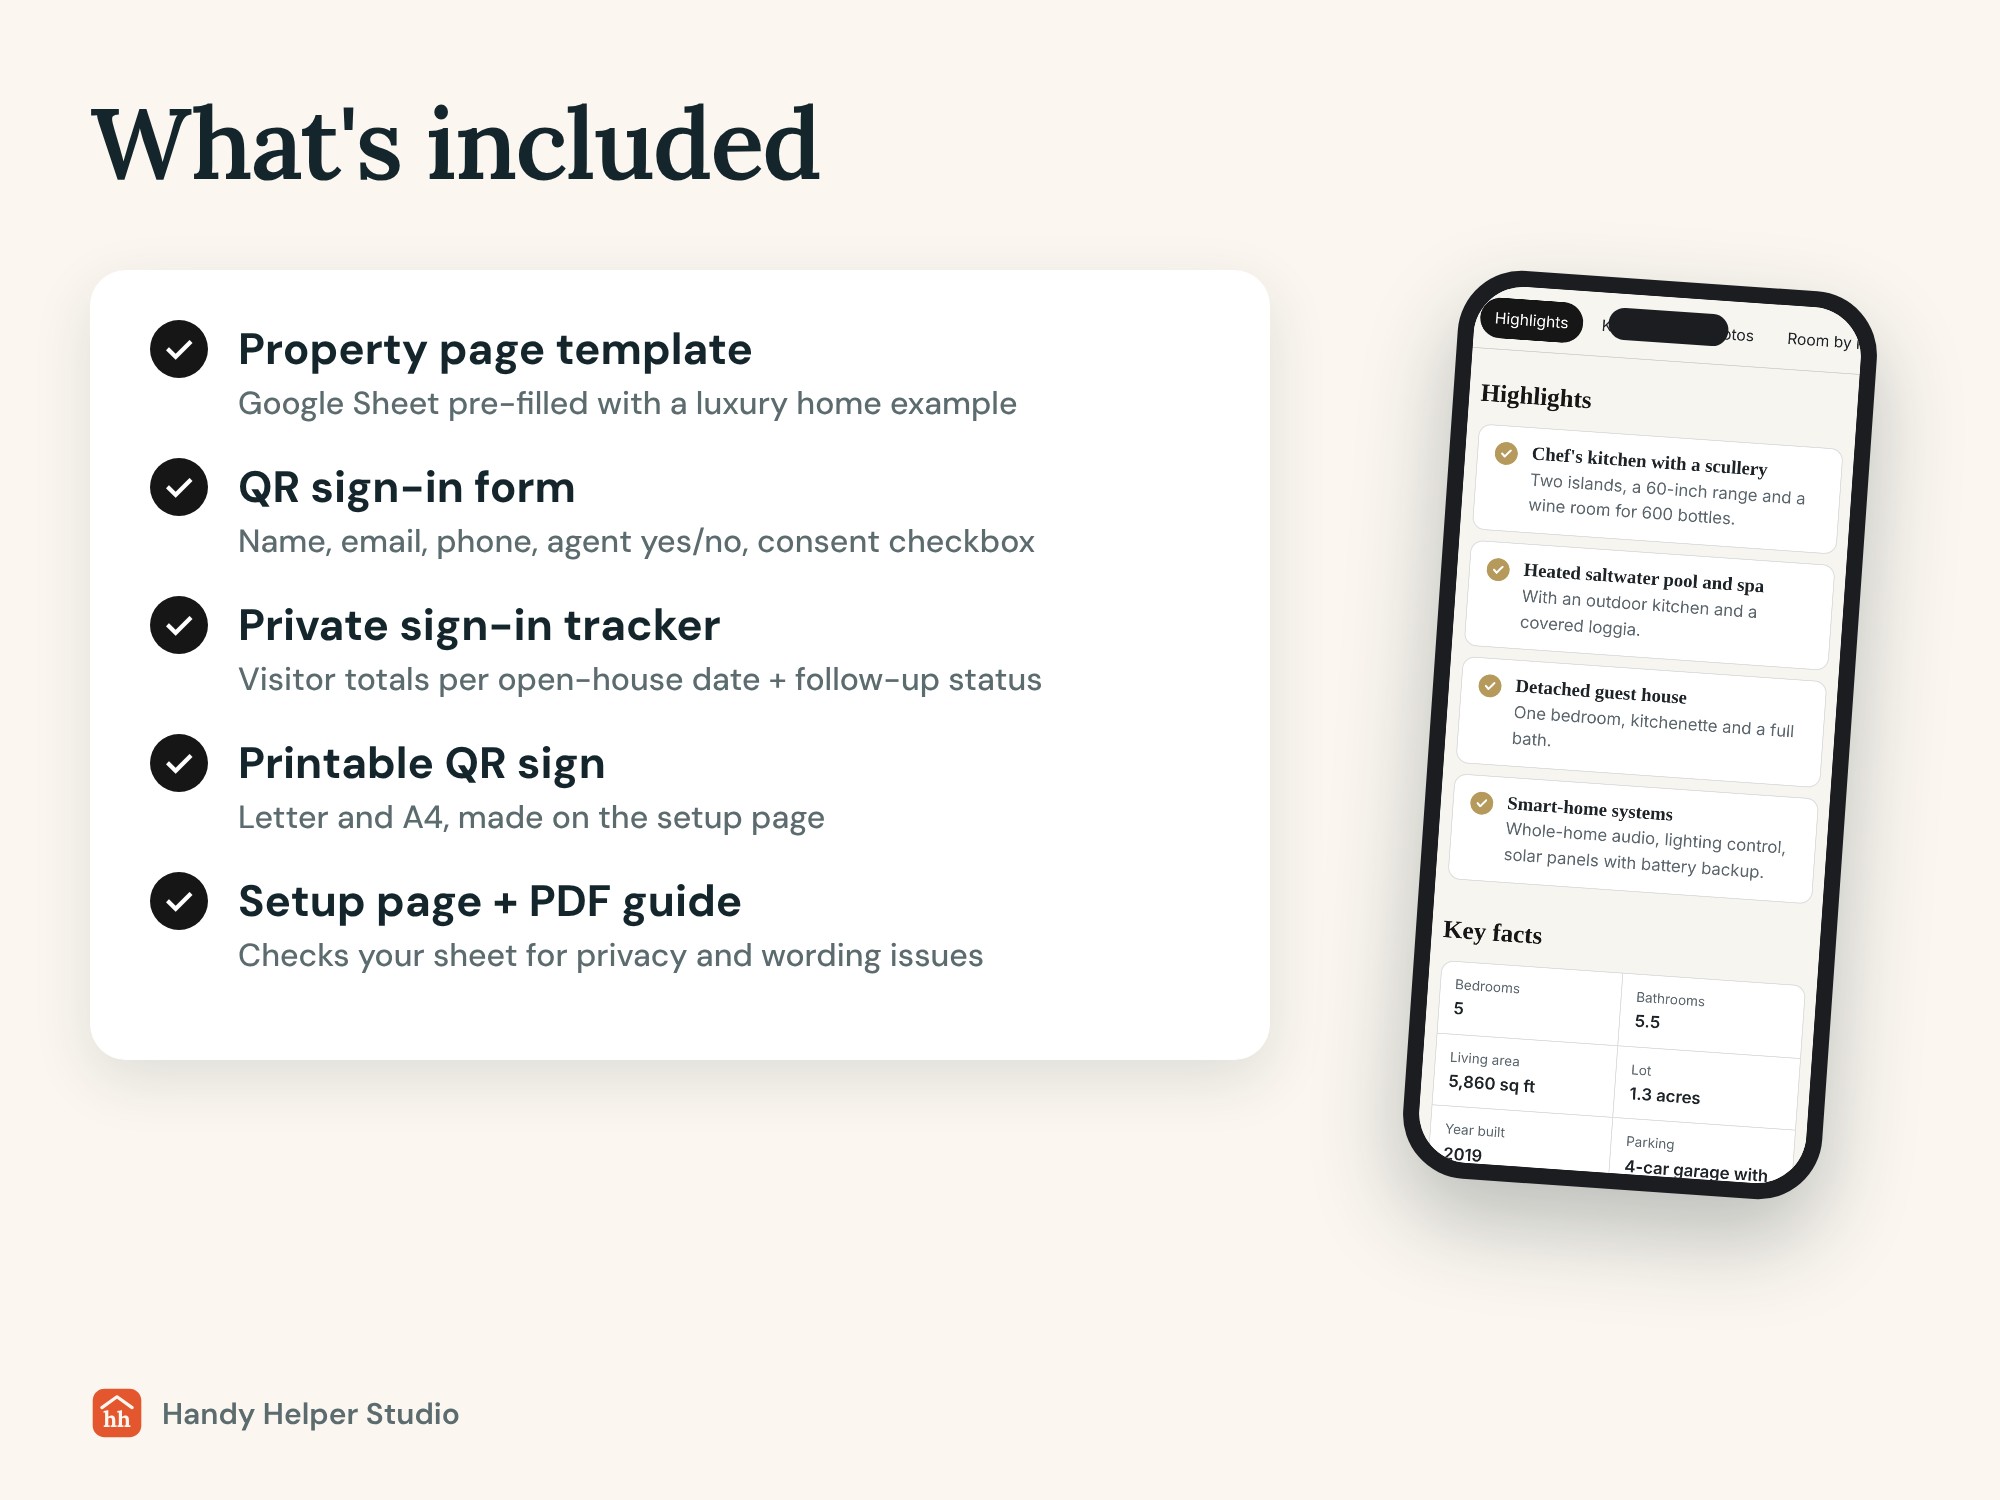 What's included
Property page template
Google Sheet pre-filled with a luxury home example
QR sign-in form
Name, email, phone, agent yes/no, consent checkbox
Private sign-in tracker
Visitor totals per open-house date + follow-up status
Printable QR sign
Letter and A4, made on the setup page
Setup page + PDF guide
Checks your sheet for privacy and wording issues
Highlights
Room by
Highlights
Chef's kitchen with a scullery
Two islands, a 60-inch range and a
wine room for 600 bottles.
Heated saltwater pool and spa
With an outdoor kitchen and a
covered loggia.
Detached guest house
One bedroom, kitchenette and a full
bath.
Smart-home systems
Whole-home audio, lighting control,
solar panels with battery backup.
Key facts
Bedrooms
5
Bathrooms
5.5
Living area
5,860 sq ft
Lot
1.3 acres
Year built
2019
Parking
4-car garage with
hh
Handy Helper Studio